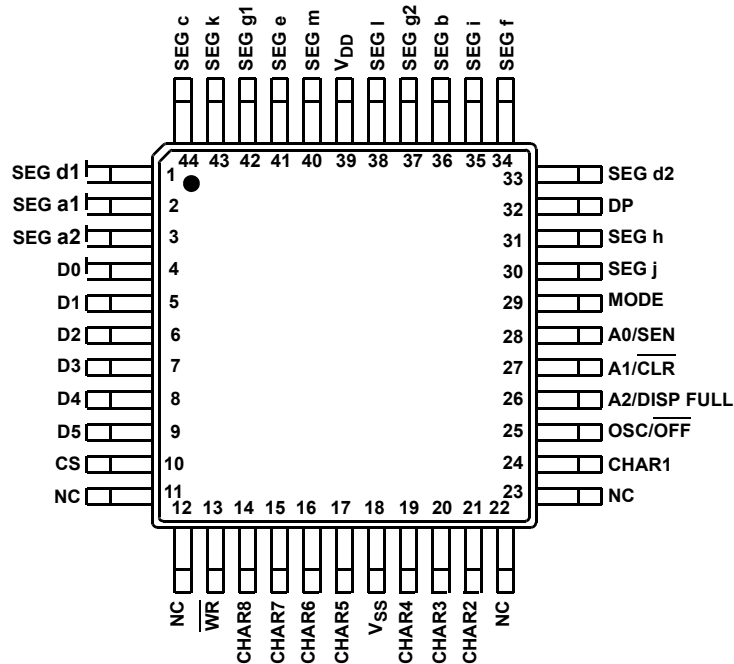 SEG c
SEG k
SEG g1
SEG e
SEG m
VDD
SEG l
SEG g2
SEG b
SEG i
SEG f
44 43 42 41 40 39 38 37 36 35 34
SEG d1 1
SEG a1 2
SEG a2 3
D0 4
D1 5
D2 6
D3 7
D4 8
D5 9
CS 10
NC 11
33 SEG d2
32 DP
31 SEG h
30 SEG j
29 MODE
28 A0/SEN
27 A1/CLR
26 A2/DISP FULL
25 OSC/OFF
24 CHAR1
23 NC
12 13 14 15 16 17 18 19 20 21 22
NC
WR
CHAR8
CHAR7
CHAR6
CHAR5
VSS
CHAR4
CHAR3
CHAR2
NC